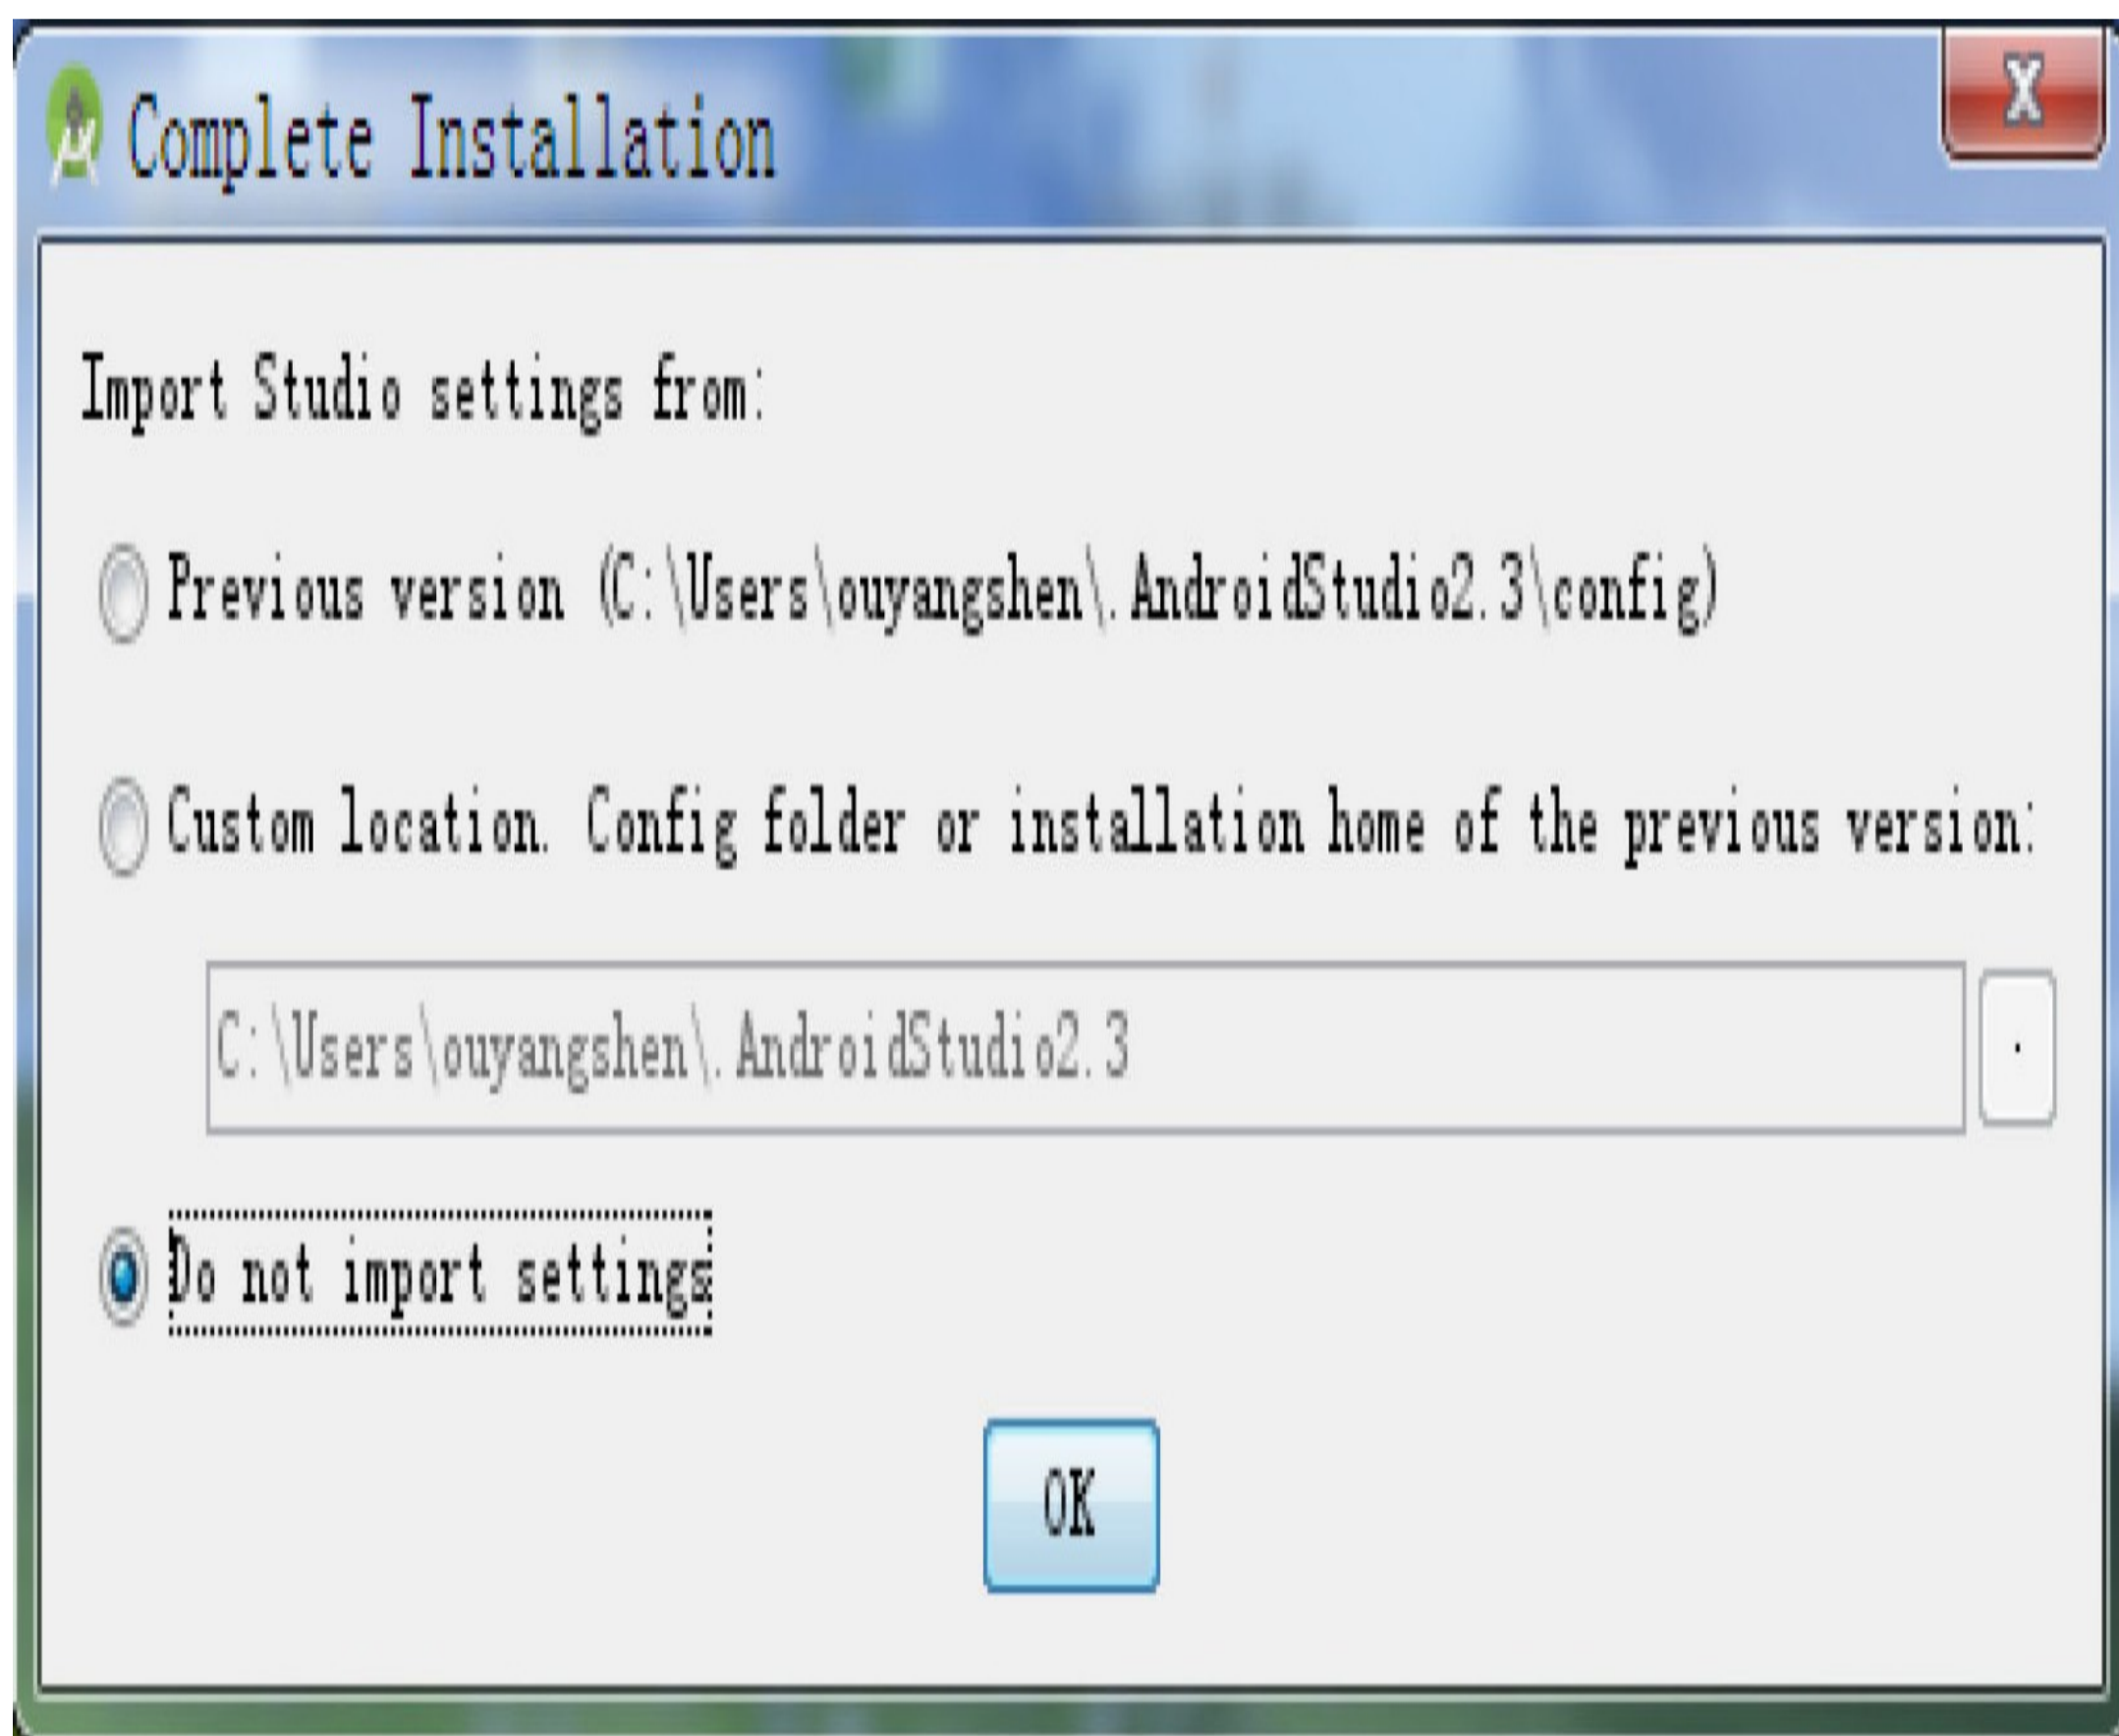 Complete Installation
X
Import Studio settings from:
Previous version (C:\Users\ouyangshen\.AndroidStudio2.3\config)
Custom location. Config folder or installation home of the previous version:
C:\Users\ouyangshen\.AndroidStudio2.3
.
Do not import settings
OK